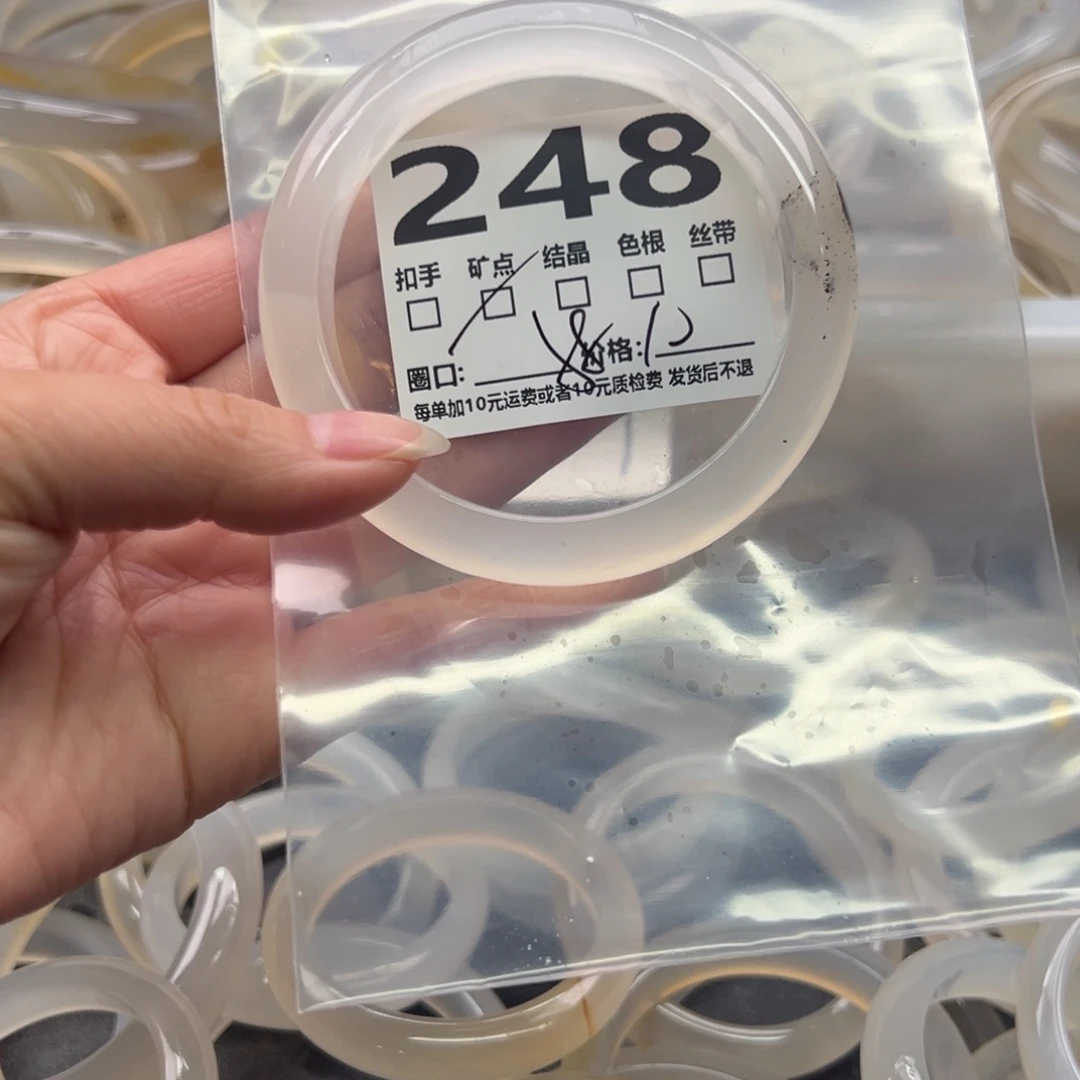 248
扣手 矿点 结晶 色根 丝带
圈口: 价格:
每单加10元运费或者10元质检费 发货后不退